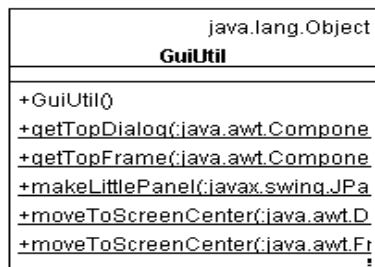 java.lang.Object
GuiUtil
+GuiUtil()
+getTopDialog(:java.awt.Compone
+getTopFrame(:java.awt.Compone
+makeLittlePanel(:javax.swing.JPa
+moveToScreenCenter(:java.awt.D
+moveToScreenCenter(:java.awt.Fr